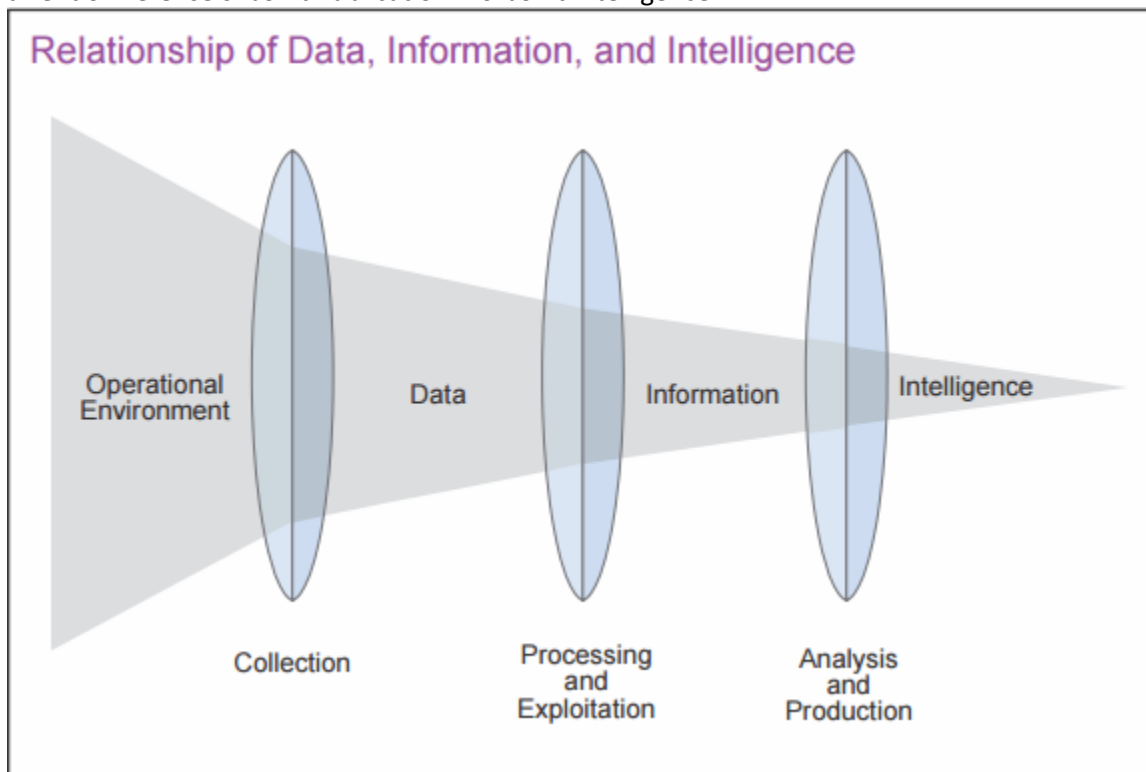 Relationship of Data, Information, and Intelligence
Operational
Environment
Data
Information
Intelligence
Collection
Processing
and
Exploitation
Analysis
and
Production